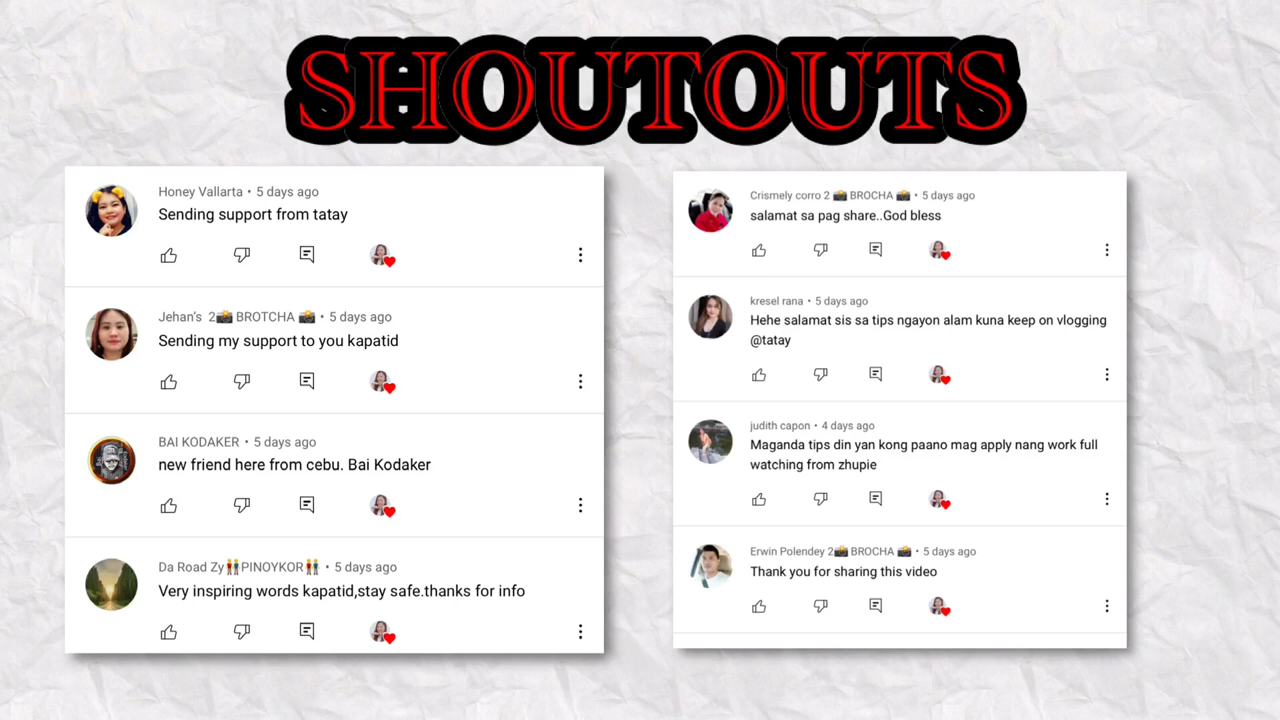 SHOUTOUTS
Honey Vallarta • 5 days ago
Sending support from tatay
Jehan's 2📸 BROTCHA 📸 • 5 days ago
Sending my support to you kapatid
BAI KODAKER • 5 days ago
new friend here from cebu. Bai Kodaker
Da Road Zy👬PINOYKOR👬 • 5 days ago
Very inspiring words kapatid,stay safe.thanks for info
Crismely corro 2 📸 BROCHA 📸 • 5 days ago
salamat sa pag share..God bless
kresel rana • 5 days ago
Hehe salamat sis sa tips ngayon alam kuna keep on vlogging
@tatay
judith capon • 4 days ago
Maganda tips din yan kong paano mag apply nang work full
watching from zhupie
Erwin Polendey 2📸 BROCHA 📸 • 5 days ago
Thank you for sharing this video